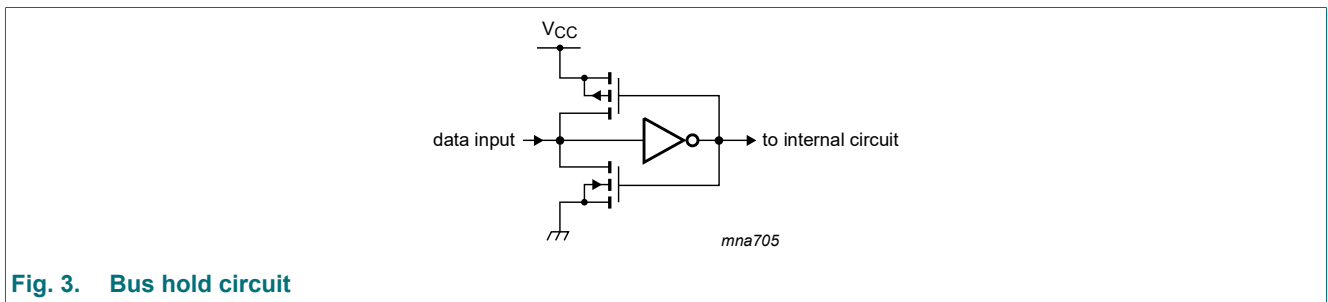 VCC
data input
to internal circuit
mna705
Fig. 3. Bus hold circuit